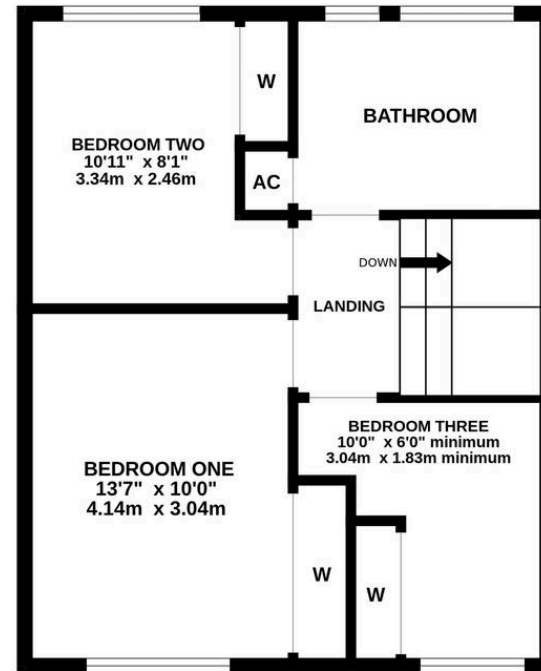 W
BATHROOM
BEDROOM TWO
10'11" x 8'1"
3.34m x 2.46m
AC
DOWN
LANDING
BEDROOM THREE
10'0" x 6'0" minimum
3.04m x 1.83m minimum
BEDROOM ONE
13'7" x 10'0"
4.14m x 3.04m
W
W